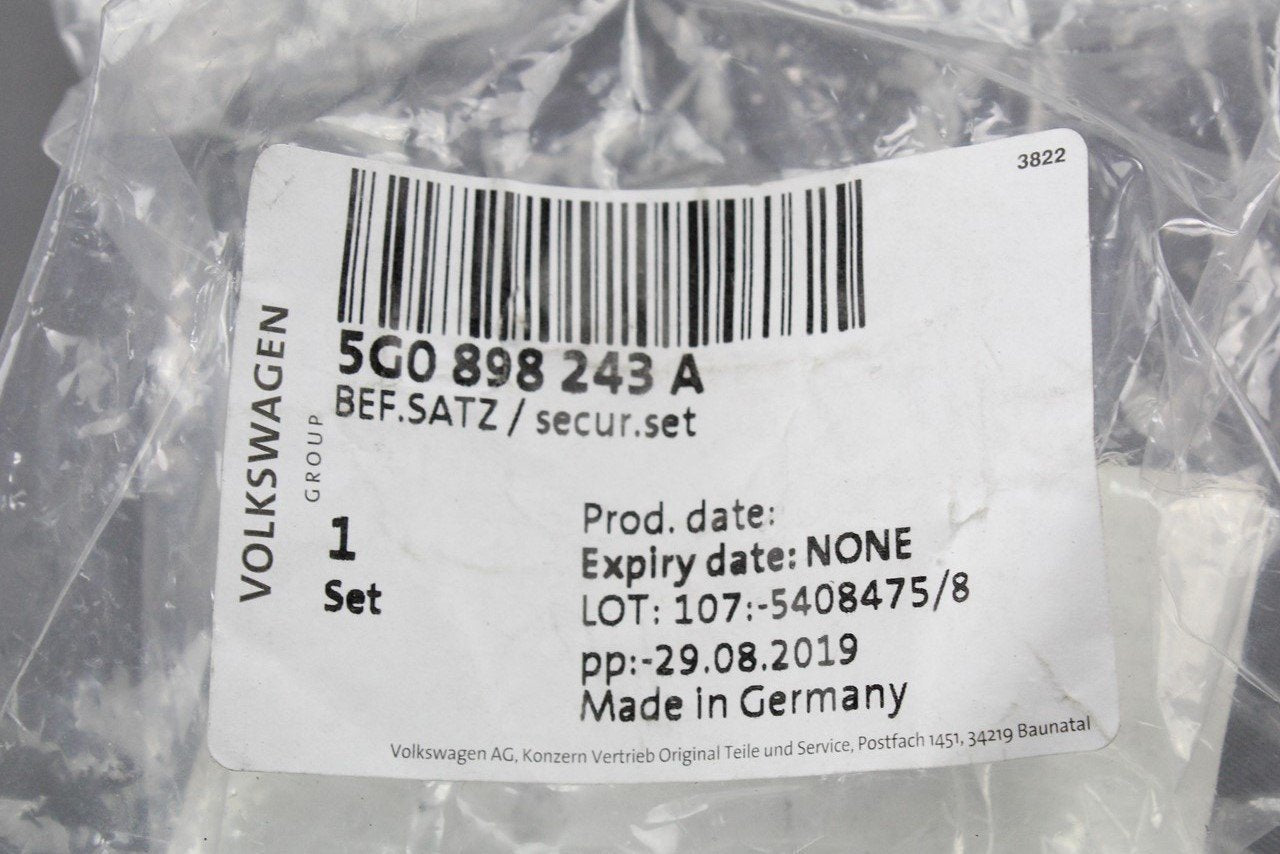 3822
5G0 898 243 A
BEF.SATZ / secur.set
VOLKSWAGEN
GROUP
1
Set
Prod. date:
Expiry date: NONE
LOT: 107:-5408475/8
pp:-29.08.2019
Made in Germany
Volkswagen AG, Konzern Vertrieb Original Teile und Service, Postfach 1451, 34219 Baunatal